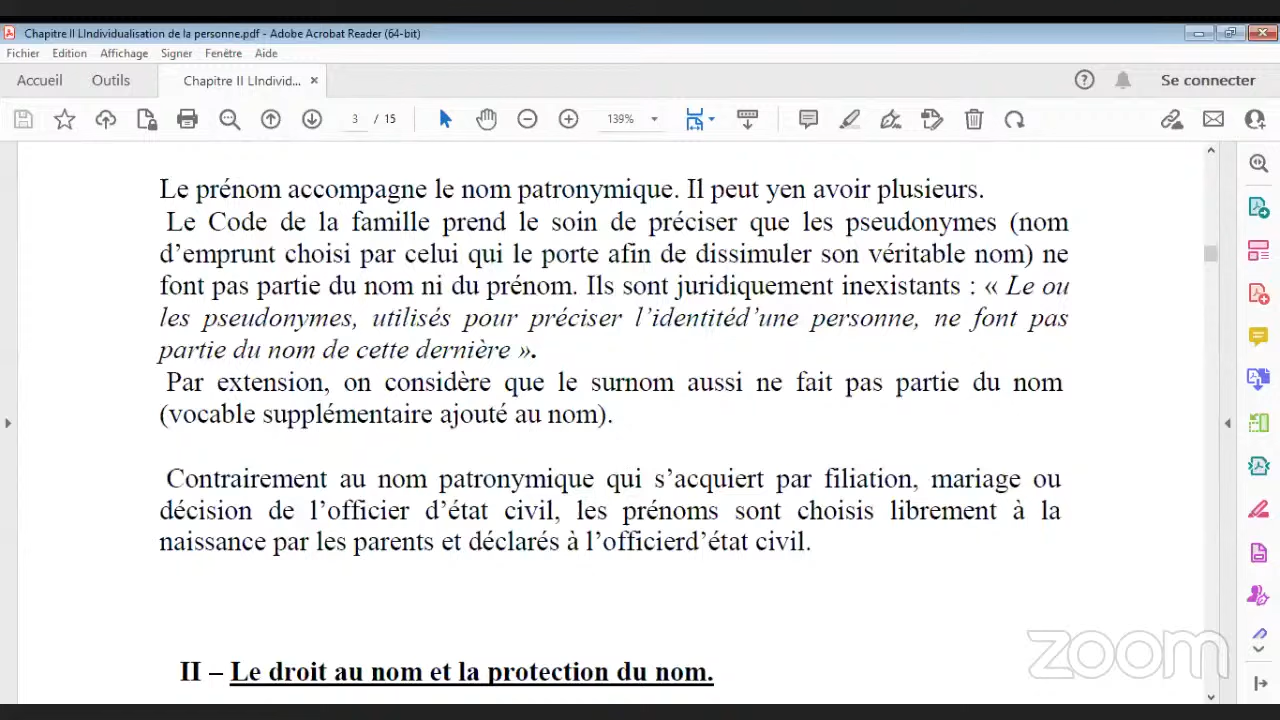 Chapitre II LIndividualisation de la personne.pdf - Adobe Acrobat Reader (64-bit)
Fichier Edition Affichage Signer Fenêtre Aide
Accueil Outils Chapitre II LIndivid... × Se connecter
3 / 15 139%
Le prénom accompagne le nom patronymique. Il peut yen avoir plusieurs.
Le Code de la famille prend le soin de préciser que les pseudonymes (nom
d’emprunt choisi par celui qui le porte afin de dissimuler son véritable nom) ne
font pas partie du nom ni du prénom. Ils sont juridiquement inexistants : « Le ou
les pseudonymes, utilisés pour préciser l’identitéd’une personne, ne font pas
partie du nom de cette dernière ».
Par extension, on considère que le surnom aussi ne fait pas partie du nom
(vocable supplémentaire ajouté au nom).
Contrairement au nom patronymique qui s’acquiert par filiation, mariage ou
décision de l’officier d’état civil, les prénoms sont choisis librement à la
naissance par les parents et déclarés à l’officierd’état civil.
II – Le droit au nom et la protection du nom.
zoom